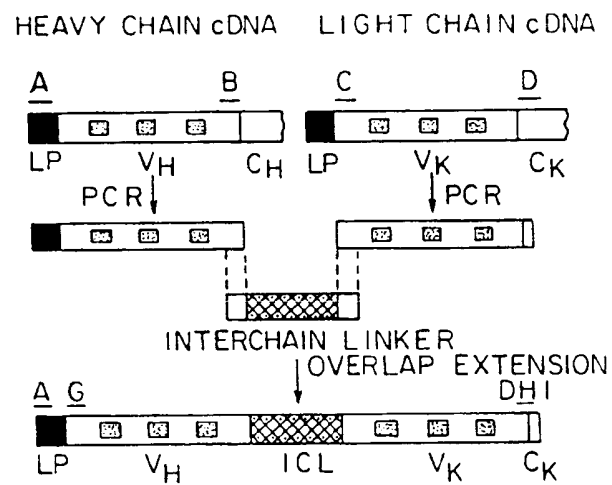 HEAVY CHAIN cDNA LIGHT CHAIN cDNA
A B C D
LP VH CH LP VK CK
PCR PCR
INTERCHAIN LINKER
OVERLAP EXTENSION
A G DHI
LP VH ICL VK CK